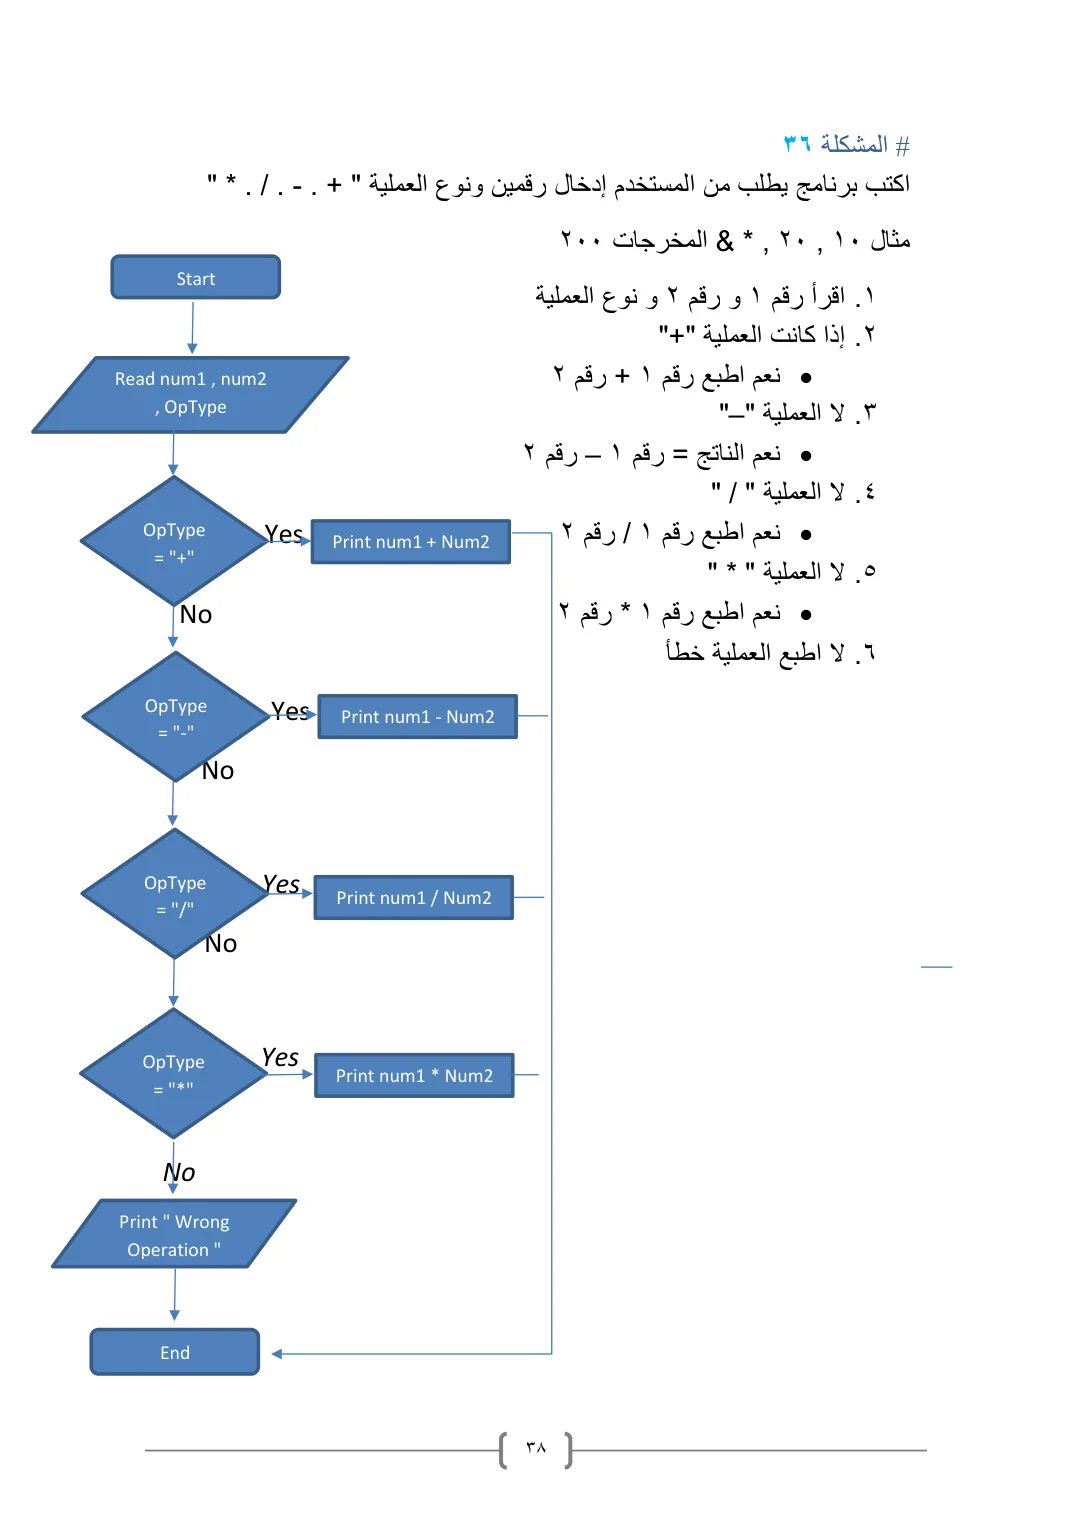 # المشكلة ٣٦
اكتب برنامج يطلب من المستخدم إدخال رقمين ونوع العملية " + . - . / . * "
مثال ١٠ , ٢٠ , * & المخرجات ٢٠٠
١. اقرأ رقم ١ و رقم ٢ و نوع العملية
٢. إذا كانت العملية "+"
• نعم اطبع رقم ١ + رقم ٢
٣. لا العملية "–"
• نعم الناتج = رقم ١ – رقم ٢
٤. لا العملية " / "
• نعم اطبع رقم ١ / رقم ٢
٥. لا العملية " * "
• نعم اطبع رقم ١ * رقم ٢
٦. لا اطبع العملية خطأ
Start
Read num1 , num2
, OpType
OpType
= "+"
Yes
Print num1 + Num2
No
OpType
= "-"
Yes
Print num1 - Num2
No
OpType
= "/"
Yes
Print num1 / Num2
No
OpType
= "*"
Yes
Print num1 * Num2
No
Print " Wrong
Operation "
End
٣٨